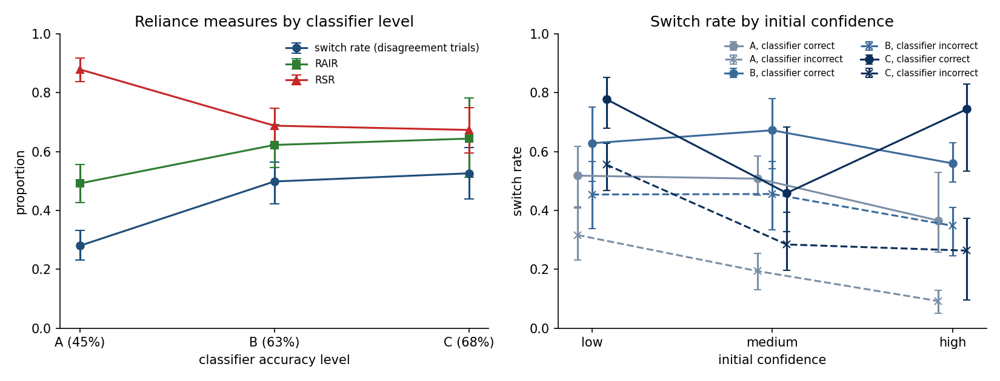 Reliance measures by classifier level
1.0
0.8
0.6
0.4
0.2
0.0
proportion
switch rate (disagreement trials)
RAIR
RSR
A (45%)
B (63%)
C (68%)
classifier accuracy level
Switch rate by initial confidence
1.0
0.8
0.6
0.4
0.2
0.0
switch rate
A, classifier correct
A, classifier incorrect
B, classifier correct
B, classifier incorrect
C, classifier correct
C, classifier incorrect
low
medium
high
initial confidence